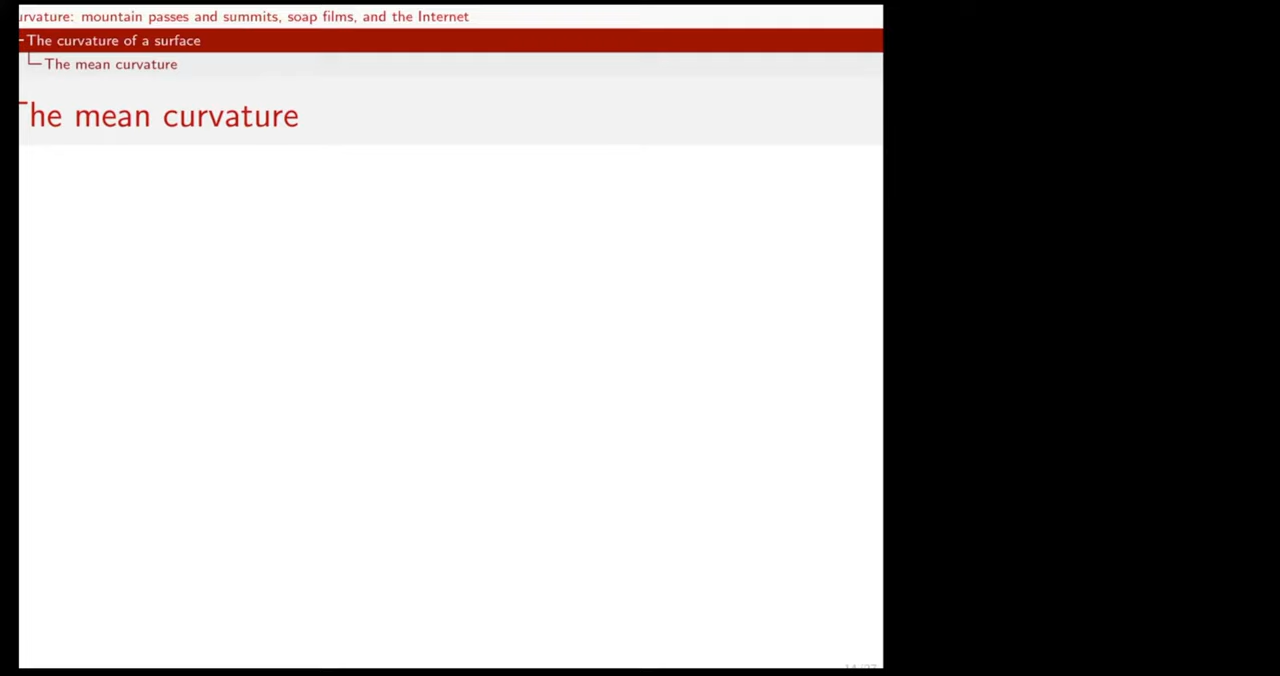 urvature: mountain passes and summits, soap films, and the Internet
The curvature of a surface
The mean curvature
The mean curvature